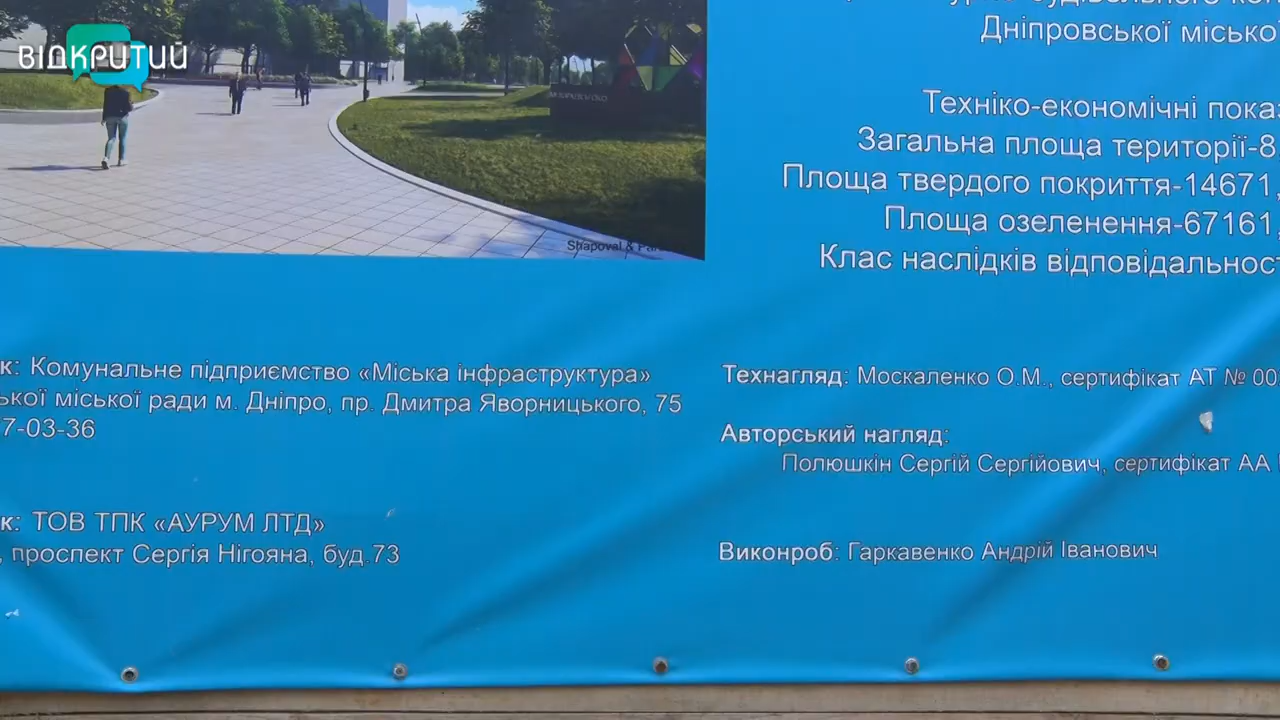 ВІДКРИТИЙ
Дніпровської місько
Техніко-економічні пока
Загальна площа території-8
Площа твердого покриття-14671,
Площа озеленення-67161,
Клас наслідків відповідальност
Shapoval &
к: Комунальне підприємство «Міська інфраструктура»
ької міської ради м. Дніпро, пр. Дмитра Яворницького, 75
7-03-36
к: ТОВ ТПК «АУРУМ ЛТД»
, проспект Сергія Нігояна, буд.73
Технагляд: Москаленко О.М., сертифікат АТ № 00
Авторський нагляд:
Полюшкін Сергій Сергійович, сертифікат АА
Виконроб: Гаркавенко Андрій Іванович